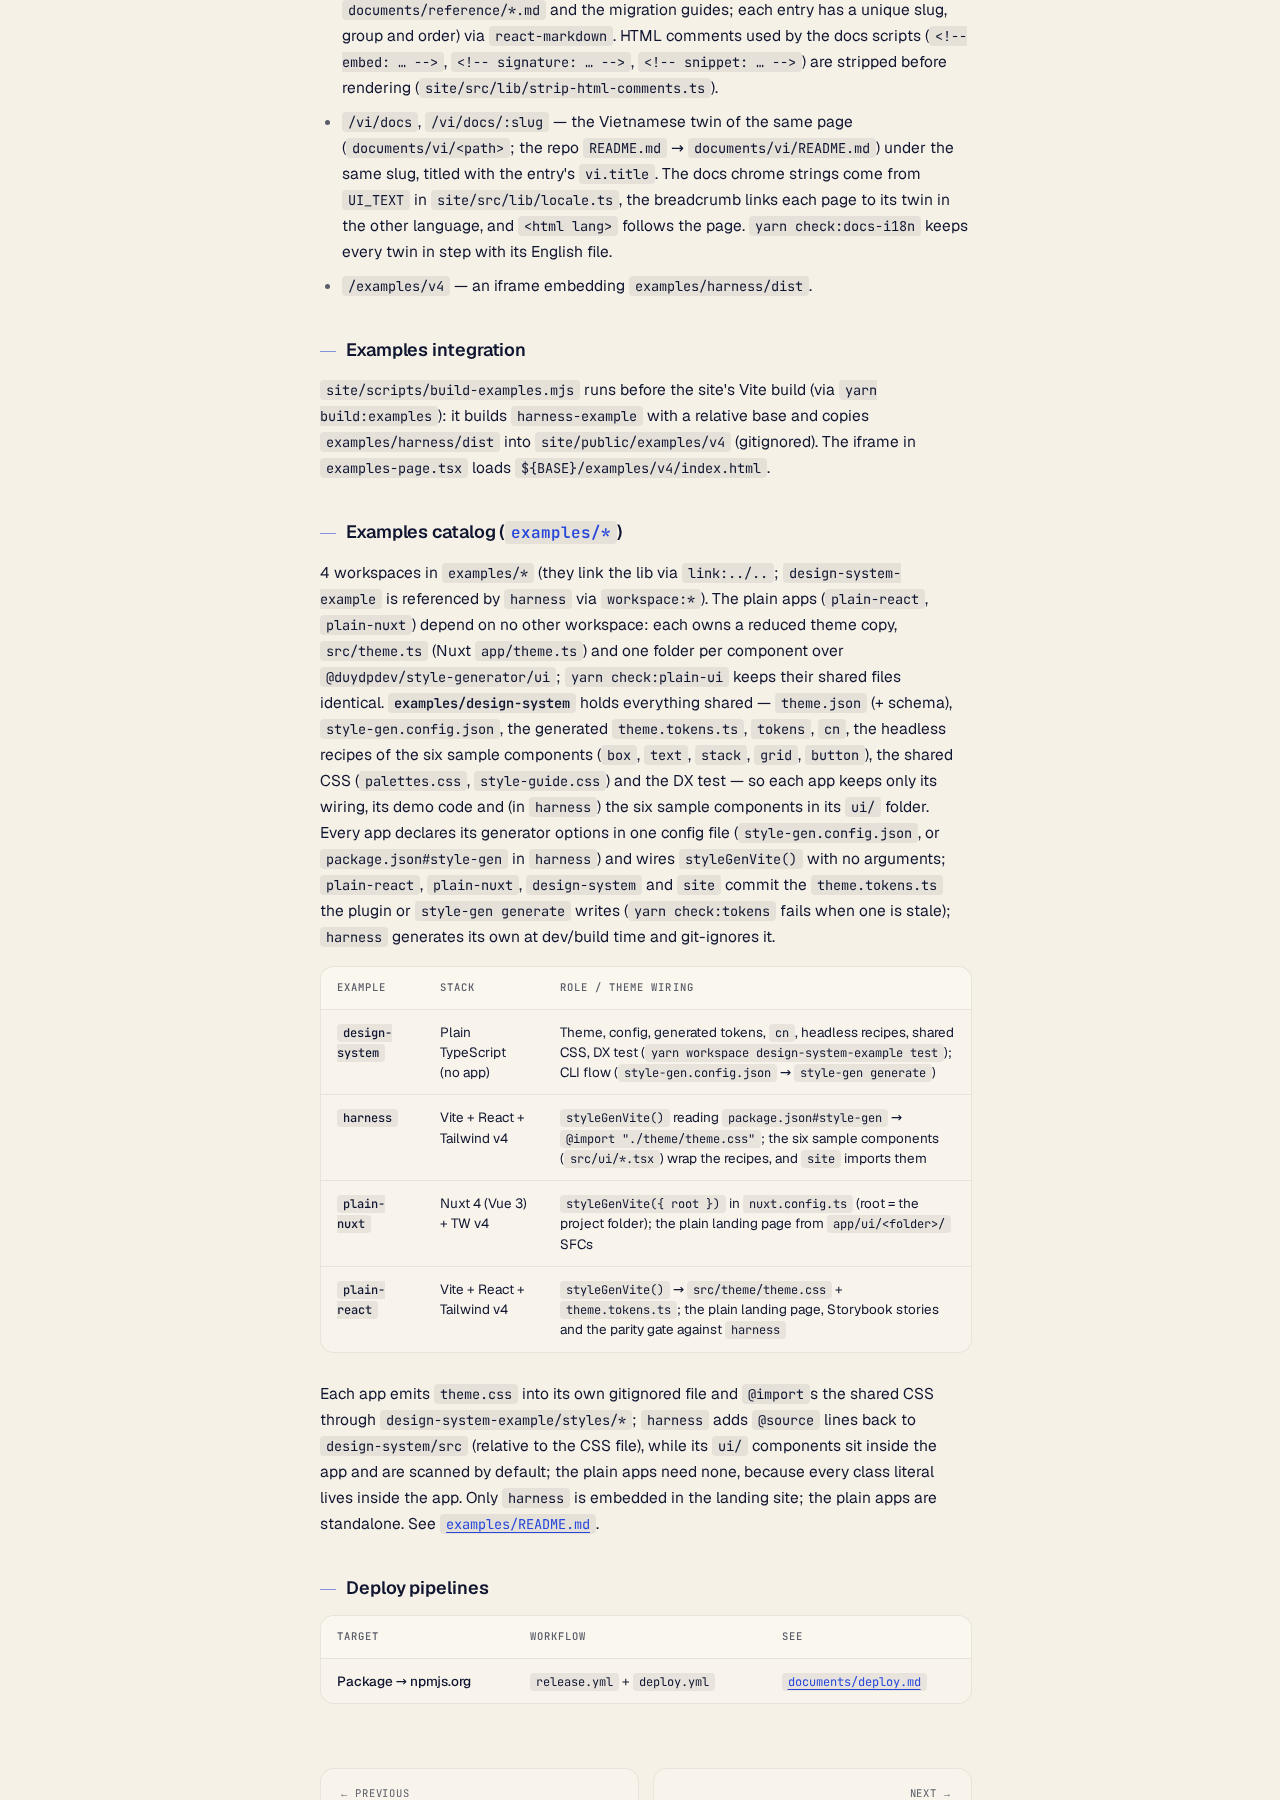 documents/reference/*.md and the migration guides; each entry has a unique slug,
group and order) via react-markdown. HTML comments used by the docs scripts (<!--
embed: … -->, <!-- signature: … -->, <!-- snippet: … -->) are stripped before
rendering (site/src/lib/strip-html-comments.ts).
• /vi/docs, /vi/docs/:slug — the Vietnamese twin of the same page
(documents/vi/<path>; the repo README.md → documents/vi/README.md) under the
same slug, titled with the entry's vi.title. The docs chrome strings come from
UI_TEXT in site/src/lib/locale.ts, the breadcrumb links each page to its twin in
the other language, and <html lang> follows the page. yarn check:docs-i18n keeps
every twin in step with its English file.
• /examples/v4 — an iframe embedding examples/harness/dist.
— Examples integration
site/scripts/build-examples.mjs runs before the site's Vite build (via yarn
build:examples): it builds harness-example with a relative base and copies
examples/harness/dist into site/public/examples/v4 (gitignored). The iframe in
examples-page.tsx loads ${BASE}/examples/v4/index.html.
— Examples catalog (examples/*)
4 workspaces in examples/* (they link the lib via link:../..; design-system-
example is referenced by harness via workspace:*). The plain apps (plain-react,
plain-nuxt) depend on no other workspace: each owns a reduced theme copy,
src/theme.ts (Nuxt app/theme.ts) and one folder per component over
@duydpdev/style-generator/ui; yarn check:plain-ui keeps their shared files
identical. examples/design-system holds everything shared — theme.json (+ schema),
style-gen.config.json, the generated theme.tokens.ts, tokens, cn, the headless
recipes of the six sample components (box, text, stack, grid, button), the shared
CSS (palettes.css, style-guide.css) and the DX test — so each app keeps only its
wiring, its demo code and (in harness) the six sample components in its ui/ folder.
Every app declares its generator options in one config file (style-gen.config.json, or
package.json#style-gen in harness) and wires styleGenVite() with no arguments;
plain-react, plain-nuxt, design-system and site commit the theme.tokens.ts
the plugin or style-gen generate writes (yarn check:tokens fails when one is stale);
harness generates its own at dev/build time and git-ignores it.
EXAMPLE STACK ROLE / THEME WIRING
design- Plain Theme, config, generated tokens, cn, headless recipes, shared
system TypeScript CSS, DX test (yarn workspace design-system-example test);
(no app) CLI flow (style-gen.config.json → style-gen generate)
harness Vite + React + styleGenVite() reading package.json#style-gen →
Tailwind v4 @import "./theme/theme.css"; the six sample components
(src/ui/*.tsx) wrap the recipes, and site imports them
plain- Nuxt 4 (Vue 3) styleGenVite({ root }) in nuxt.config.ts (root = the
nuxt + TW v4 project folder); the plain landing page from app/ui/<folder>/
SFCs
plain- Vite + React + styleGenVite() → src/theme/theme.css +
react Tailwind v4 theme.tokens.ts; the plain landing page, Storybook stories
and the parity gate against harness
Each app emits theme.css into its own gitignored file and @imports the shared CSS
through design-system-example/styles/*; harness adds @source lines back to
design-system/src (relative to the CSS file), while its ui/ components sit inside the
app and are scanned by default; the plain apps need none, because every class literal
lives inside the app. Only harness is embedded in the landing site; the plain apps are
standalone. See examples/README.md.
— Deploy pipelines
TARGET WORKFLOW SEE
Package → npmjs.org release.yml + deploy.yml documents/deploy.md
← PREVIOUS NEXT →